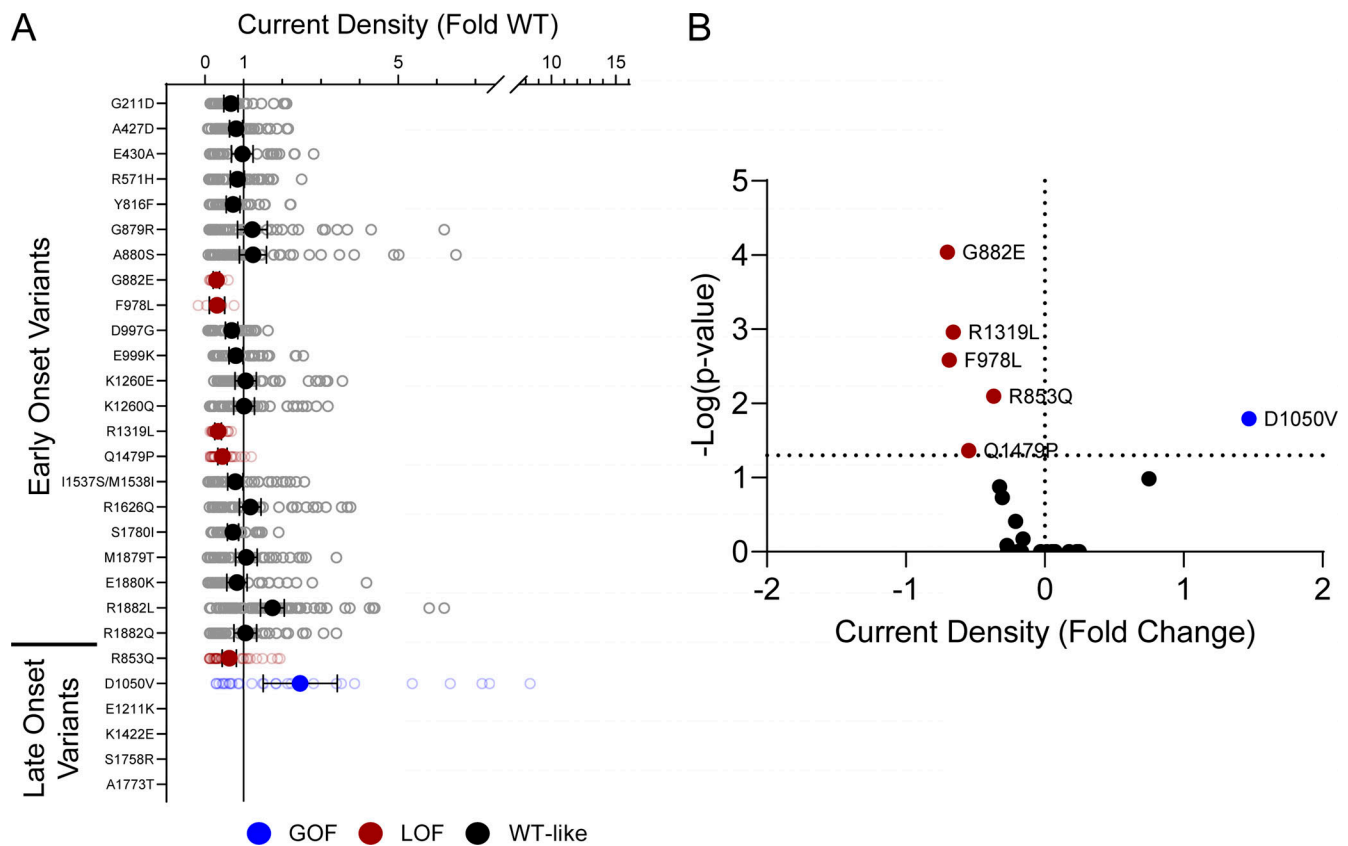 A
Current Density (Fold WT)
0 1 5 10 15
Early Onset Variants
G211D
A427D
E430A
R571H
Y816F
G879R
A880S
G882E
F978L
D997G
E999K
K1260E
K1260Q
R1319L
Q1479P
I1537S/M1538I
R1626Q
S1780I
M1879T
E1880K
R1882L
R1882Q
Late Onset
Variants
R853Q
D1050V
E1211K
K1422E
S1758R
A1773T
GOF LOF WT-like
B
-Log(p-value)
5
4
3
2
1
0
G882E
R1319L
F978L
R853Q
D1050V
Q1479P
-2 -1 0 1 2
Current Density (Fold Change)